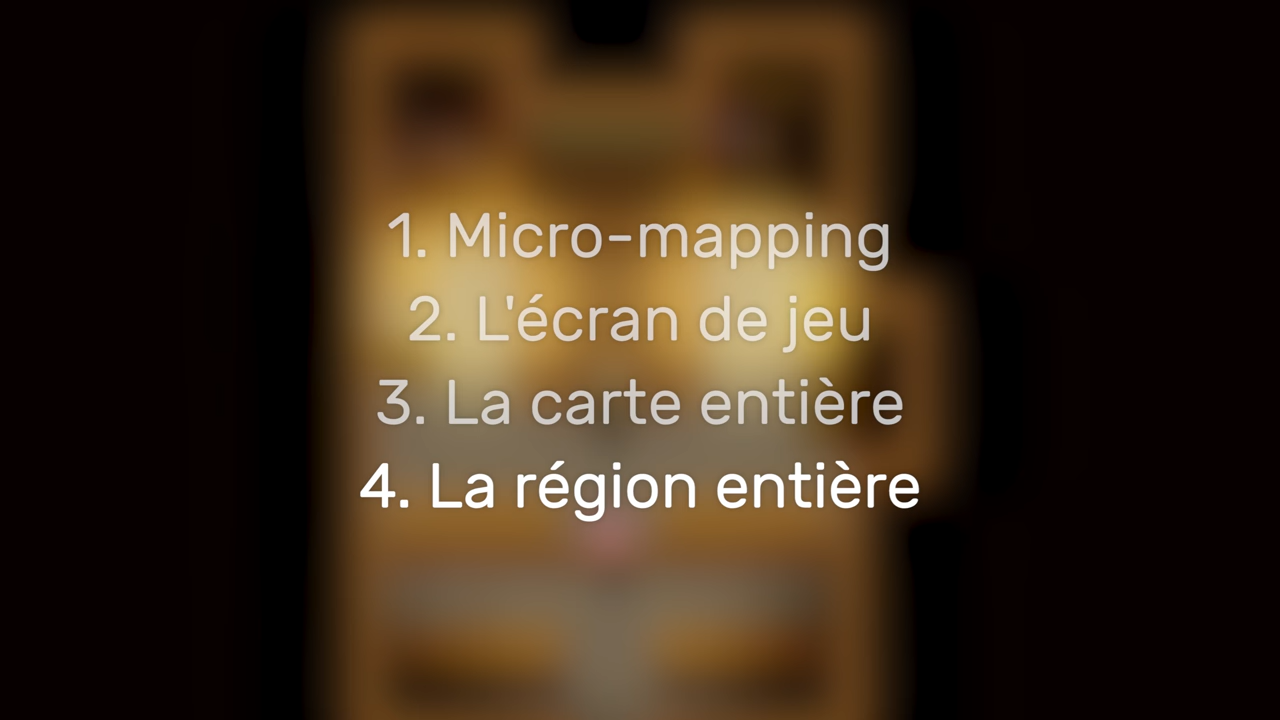 1. Micro-mapping
2. L'écran de jeu
3. La carte entière
4. La région entière